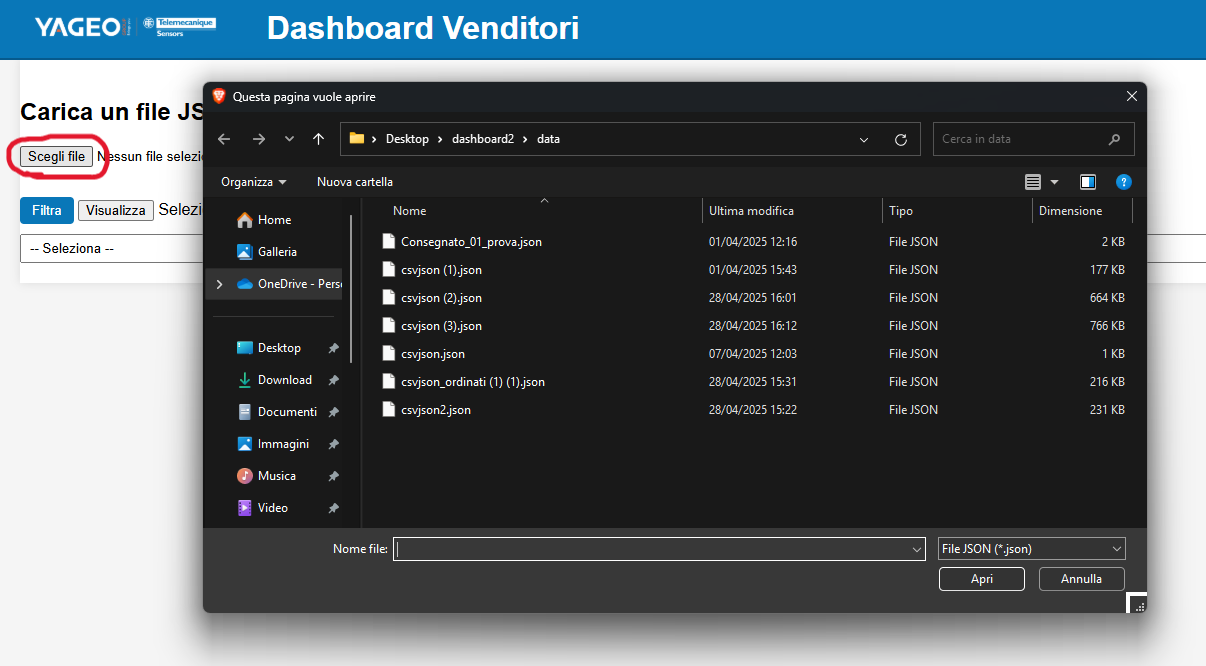 YAGEO Telemecanique Sensors Dashboard Venditori
Questa pagina vuole aprire
Carica un file JS
Desktop dashboard2 data
Cerca in data
Scegli file Nessun file selezi
Organizza Nuova cartella
Filtra Visualizza Selezi
-- Seleziona --
Home
Galleria
OneDrive - Pers
Desktop
Download
Documenti
Immagini
Musica
Video
Nome Ultima modifica Tipo Dimensione
Consegnato_01_prova.json 01/04/2025 12:16 File JSON 2 KB
csvjson (1).json 01/04/2025 15:43 File JSON 177 KB
csvjson (2).json 28/04/2025 16:01 File JSON 664 KB
csvjson (3).json 28/04/2025 16:12 File JSON 766 KB
csvjson.json 07/04/2025 12:03 File JSON 1 KB
csvjson_ordinati (1) (1).json 28/04/2025 15:31 File JSON 216 KB
csvjson2.json 28/04/2025 15:22 File JSON 231 KB
Nome file: File JSON (*.json)
Apri Annulla